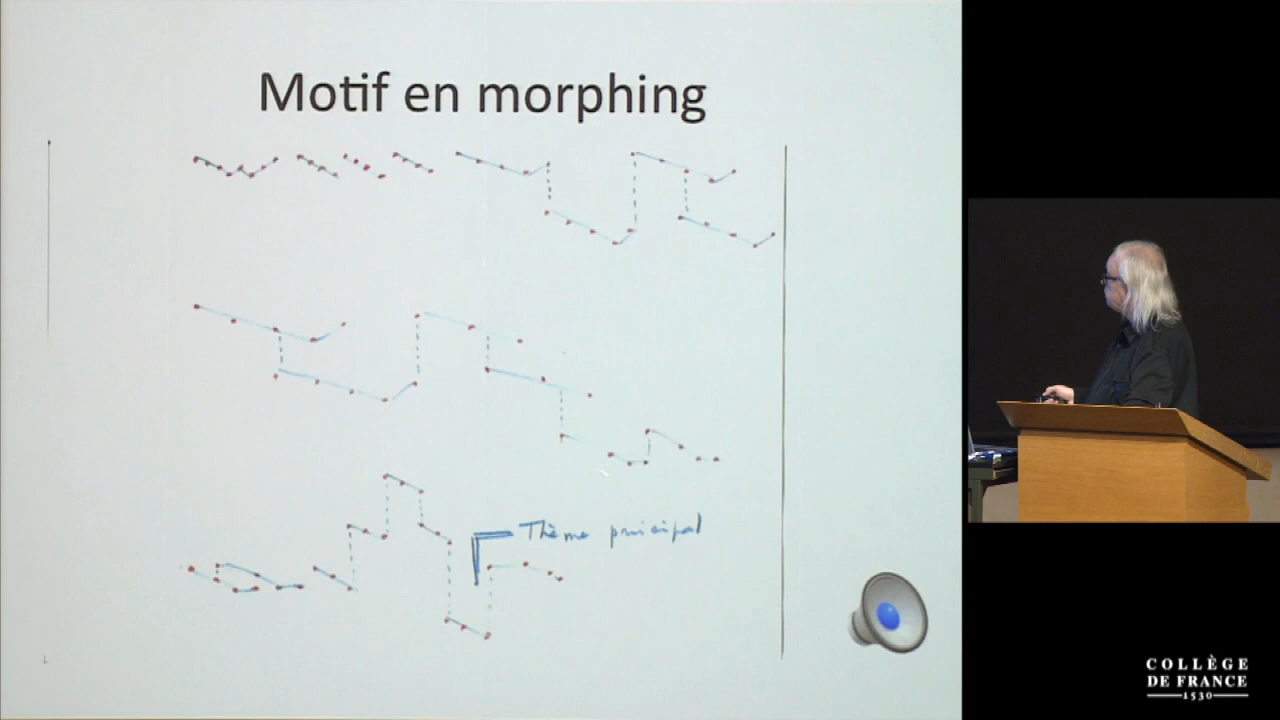 Motif en morphing
Thème principal
COLLÈGE
DE FRANCE
1530